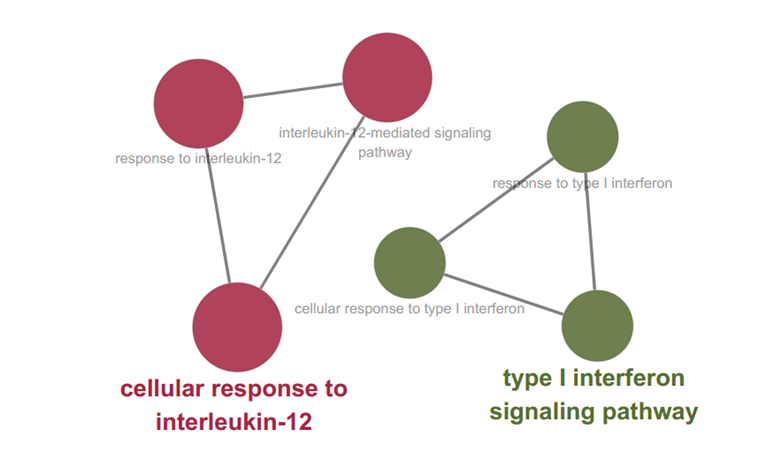 interleukin-12-mediated signaling
pathway
response to interleukin-12
response to type I interferon
cellular response to type I interferon
cellular response to
interleukin-12
type I interferon
signaling pathway